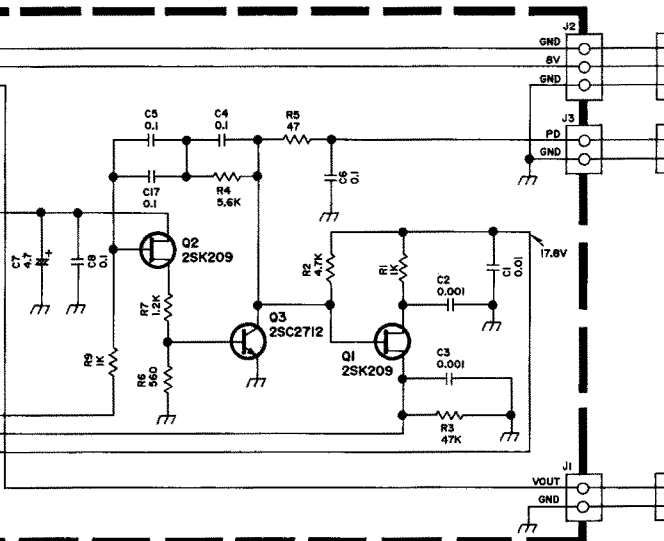 J2
GND
8V
GND
J3
PD
GND
C5
0.1
C4
0.1
R5
47
C17
0.1
R4
5.6K
C6
0.1
Q2
2SK209
C7
4.7
+
C8
0.1
R7
1.2K
R2
4.7K
R1
1K
C2
0.001
C1
0.01
17.8V
Q3
2SC2712
Q1
2SK209
R9
1K
R6
560
C3
0.001
R3
47K
J1
VOUT
GND